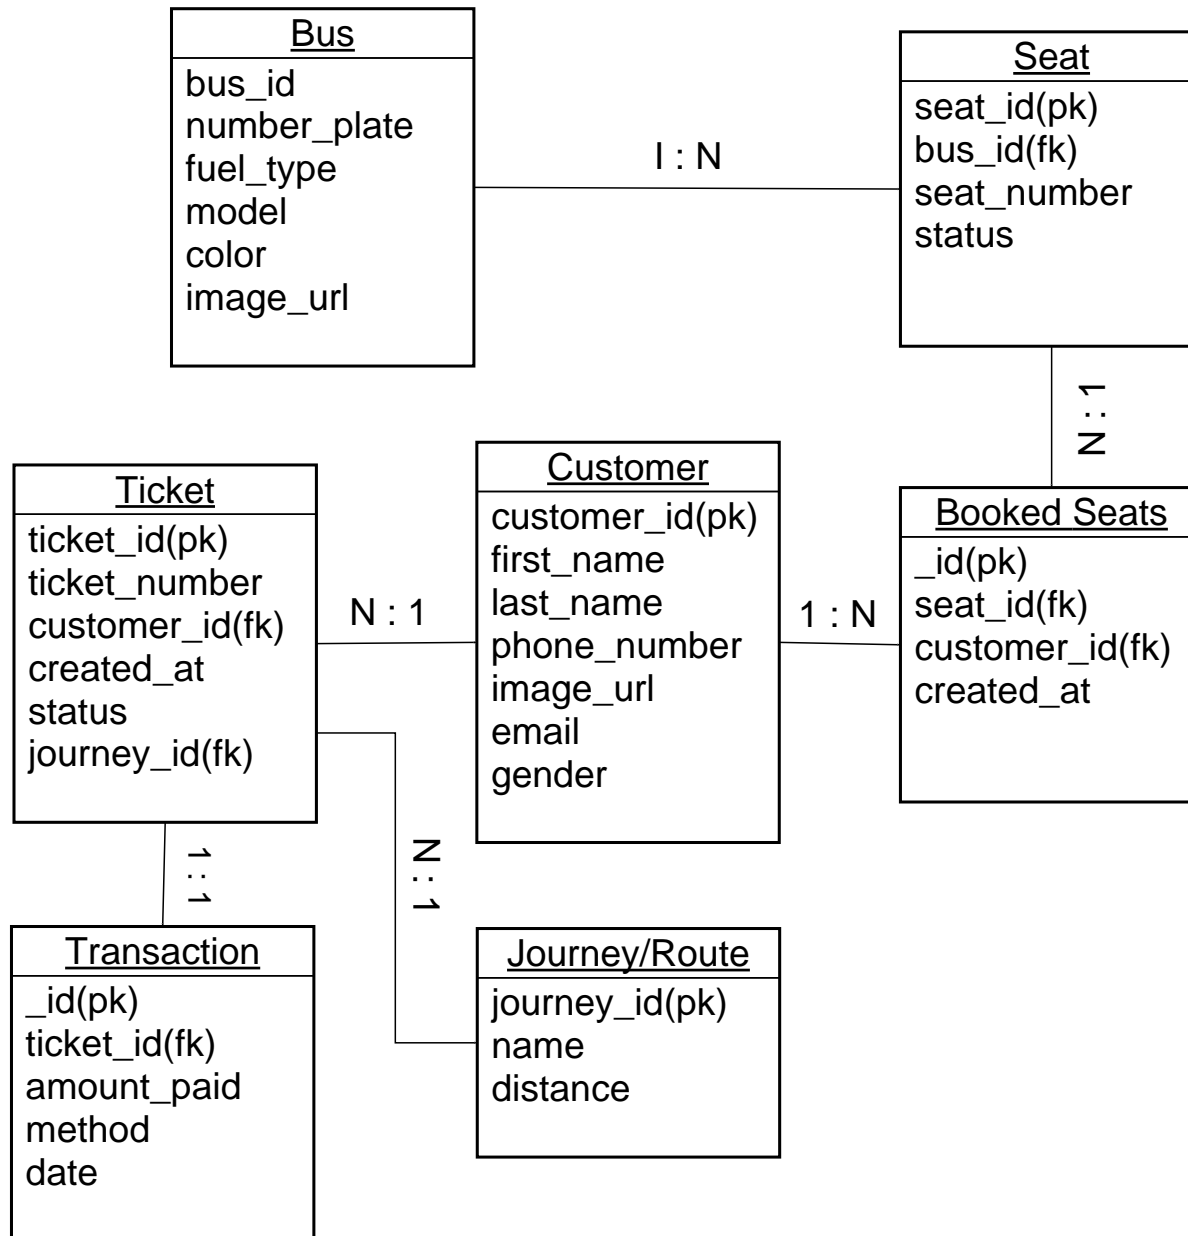 Bus
bus_id
number_plate
fuel_type
model
color
image_url
I : N
Seat
seat_id(pk)
bus_id(fk)
seat_number
status
N : 1
Ticket
ticket_id(pk)
ticket_number
customer_id(fk)
created_at
status
journey_id(fk)
N : 1
Customer
customer_id(pk)
first_name
last_name
phone_number
image_url
email
gender
1 : N
Booked Seats
_id(pk)
seat_id(fk)
customer_id(fk)
created_at
1 : 1
N : 1
Transaction
_id(pk)
ticket_id(fk)
amount_paid
method
date
Journey/Route
journey_id(pk)
name
distance